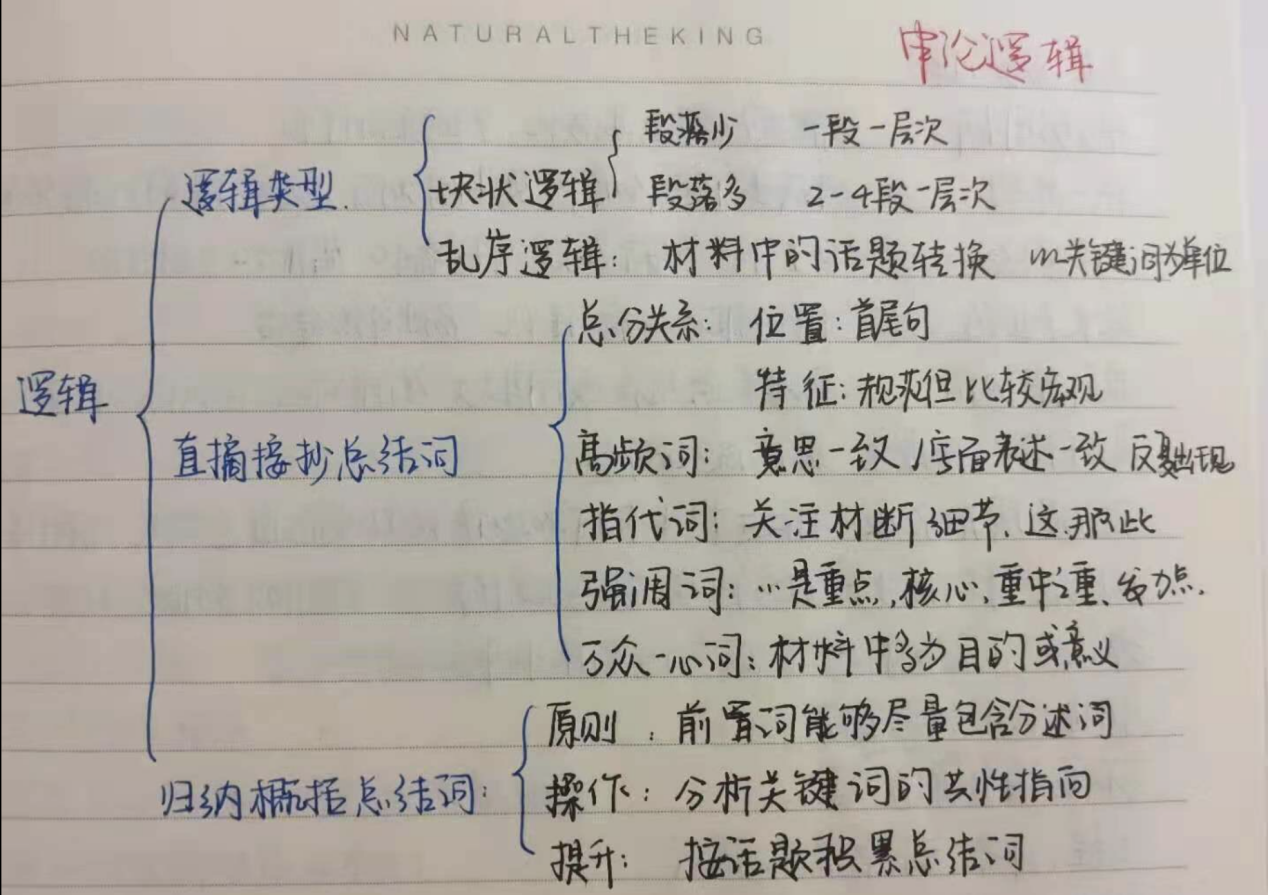 NATURALTHEKING
申论逻辑
段落少 一段一层次
逻辑类型 块状逻辑 段落多 2-4段一层次
乱序逻辑: 材料中的话题转换 以关键词为单位
总分关系: 位置:首尾句
逻辑
特征: 规范但比较宏观
直摘接抄总结词
高频词: 意思一致/字面表述一致 反复出现
指代词: 关注材断细节、这.那.此
强调词: …是重点,核心,重中之重、发力点.
万众一心词: 材料中多为目的或意义
原则: 前置词能够尽量包含分述词
归纳概括总结词: 操作: 分析关键词的共性指向
提升: 按话题积累总结词